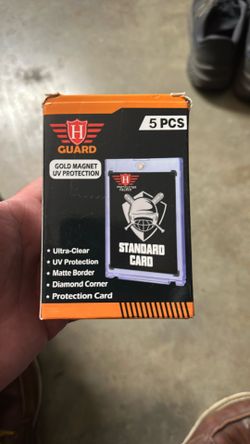 H
GUARD
5 PCS
GOLD MAGNET
UV PROTECTION
H
STANDARD
CARD
• Ultra-Clear
• UV Protection
• Matte Border
• Diamond Corner
• Protection Card